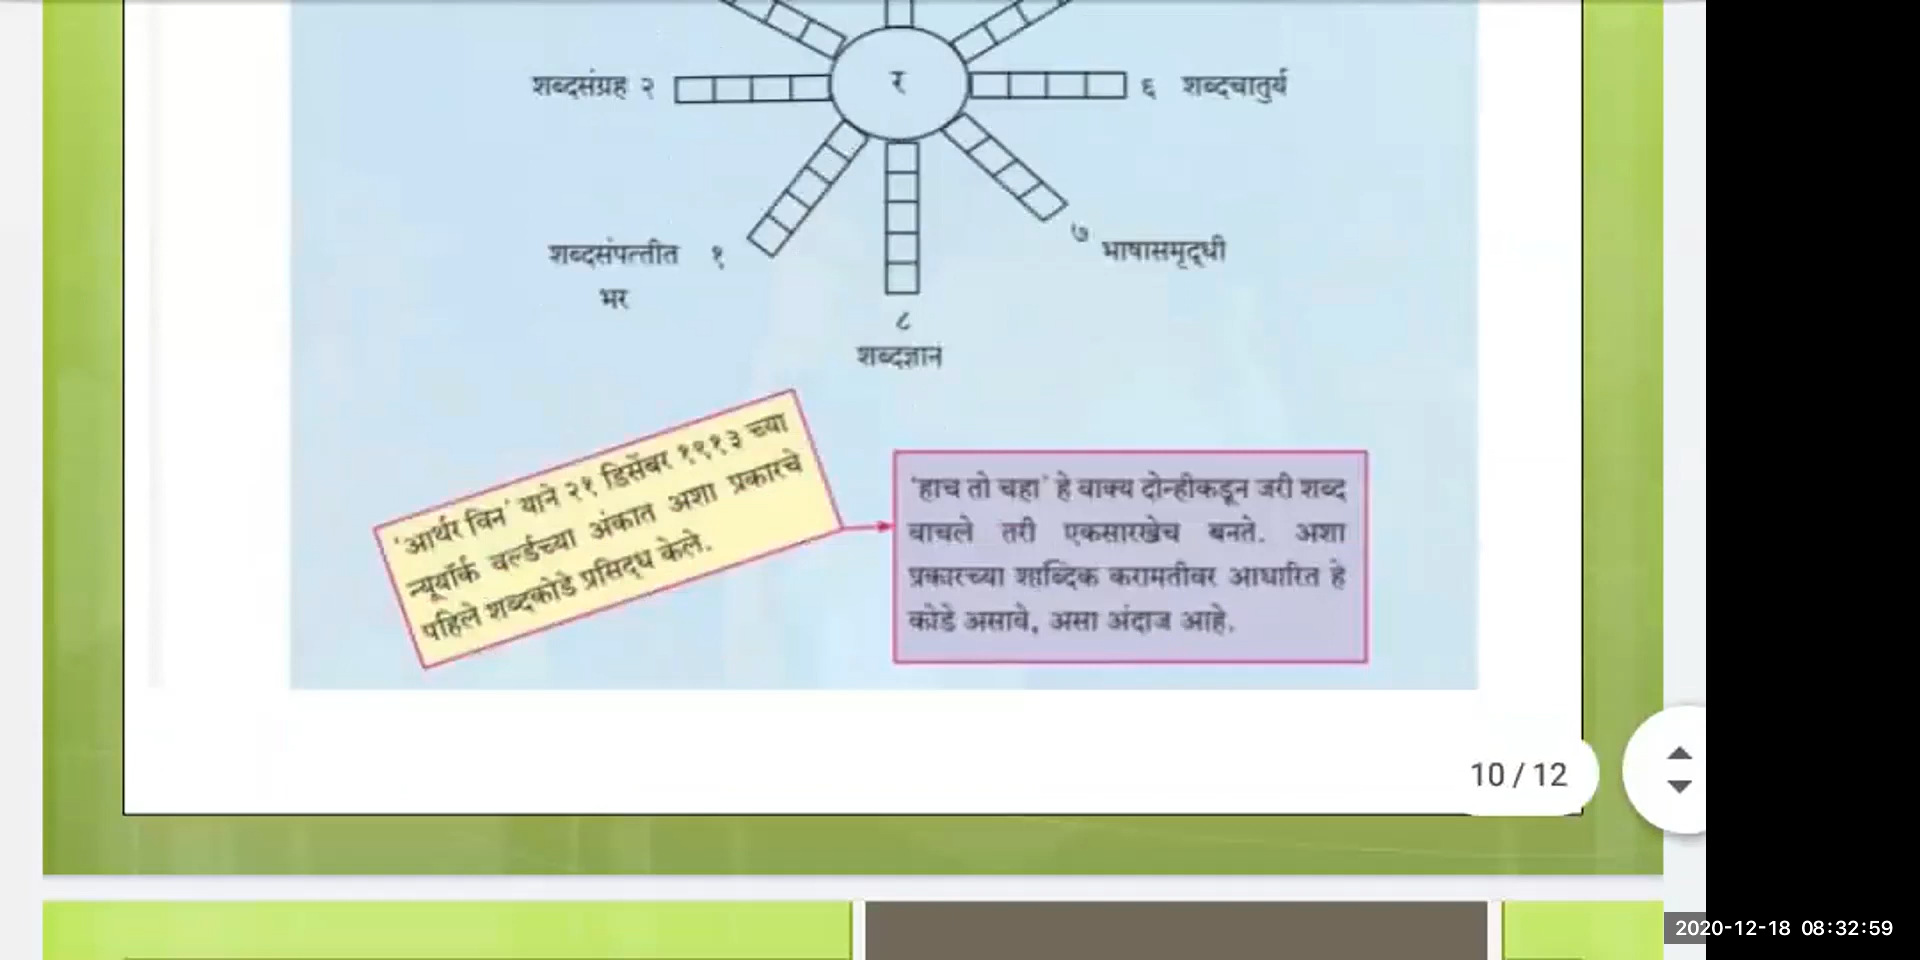 र
शब्दसंग्रह २
६ शब्दचातुर्य
शब्दसंपत्तीत १
भर
७ भाषासमृद्धी
८
शब्दज्ञान
'आर्थर विन' याने २१ डिसेंबर १९१३ च्या
न्यूयॉर्क वर्ल्डच्या अंकात अशा प्रकारचे
पहिले शब्दकोडे प्रसिद्ध केले.
'हाच तो चहा' हे वाक्य दोन्हीकडून जरी शब्द
वाचले तरी एकसारखेच बनते. अशा
प्रकारच्या शाब्दिक करामतीवर आधारित हे
कोडे असावे, असा अंदाज आहे.
10 / 12
2020-12-18 08:32:59